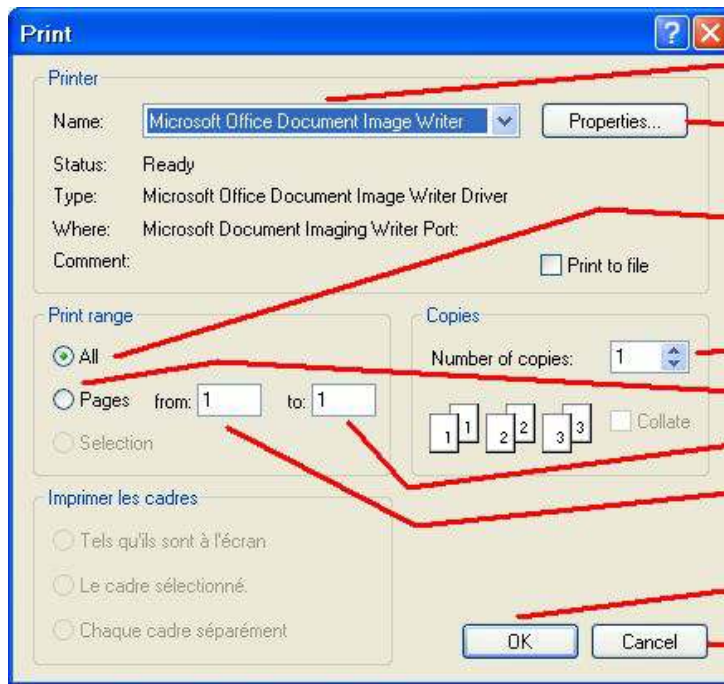 Print
Printer
Name: Microsoft Office Document Image Writer Properties...
Status: Ready
Type: Microsoft Office Document Image Writer Driver
Where: Microsoft Document Imaging Writer Port:
Comment:
Print to file
Print range
All
Pages from: 1 to: 1
Selection
Copies
Number of copies: 1
1 1 2 2 3 3 Collate
Imprimer les cadres
Tels qu'ils sont à l'écran
Le cadre sélectionné.
Chaque cadre séparément
OK Cancel